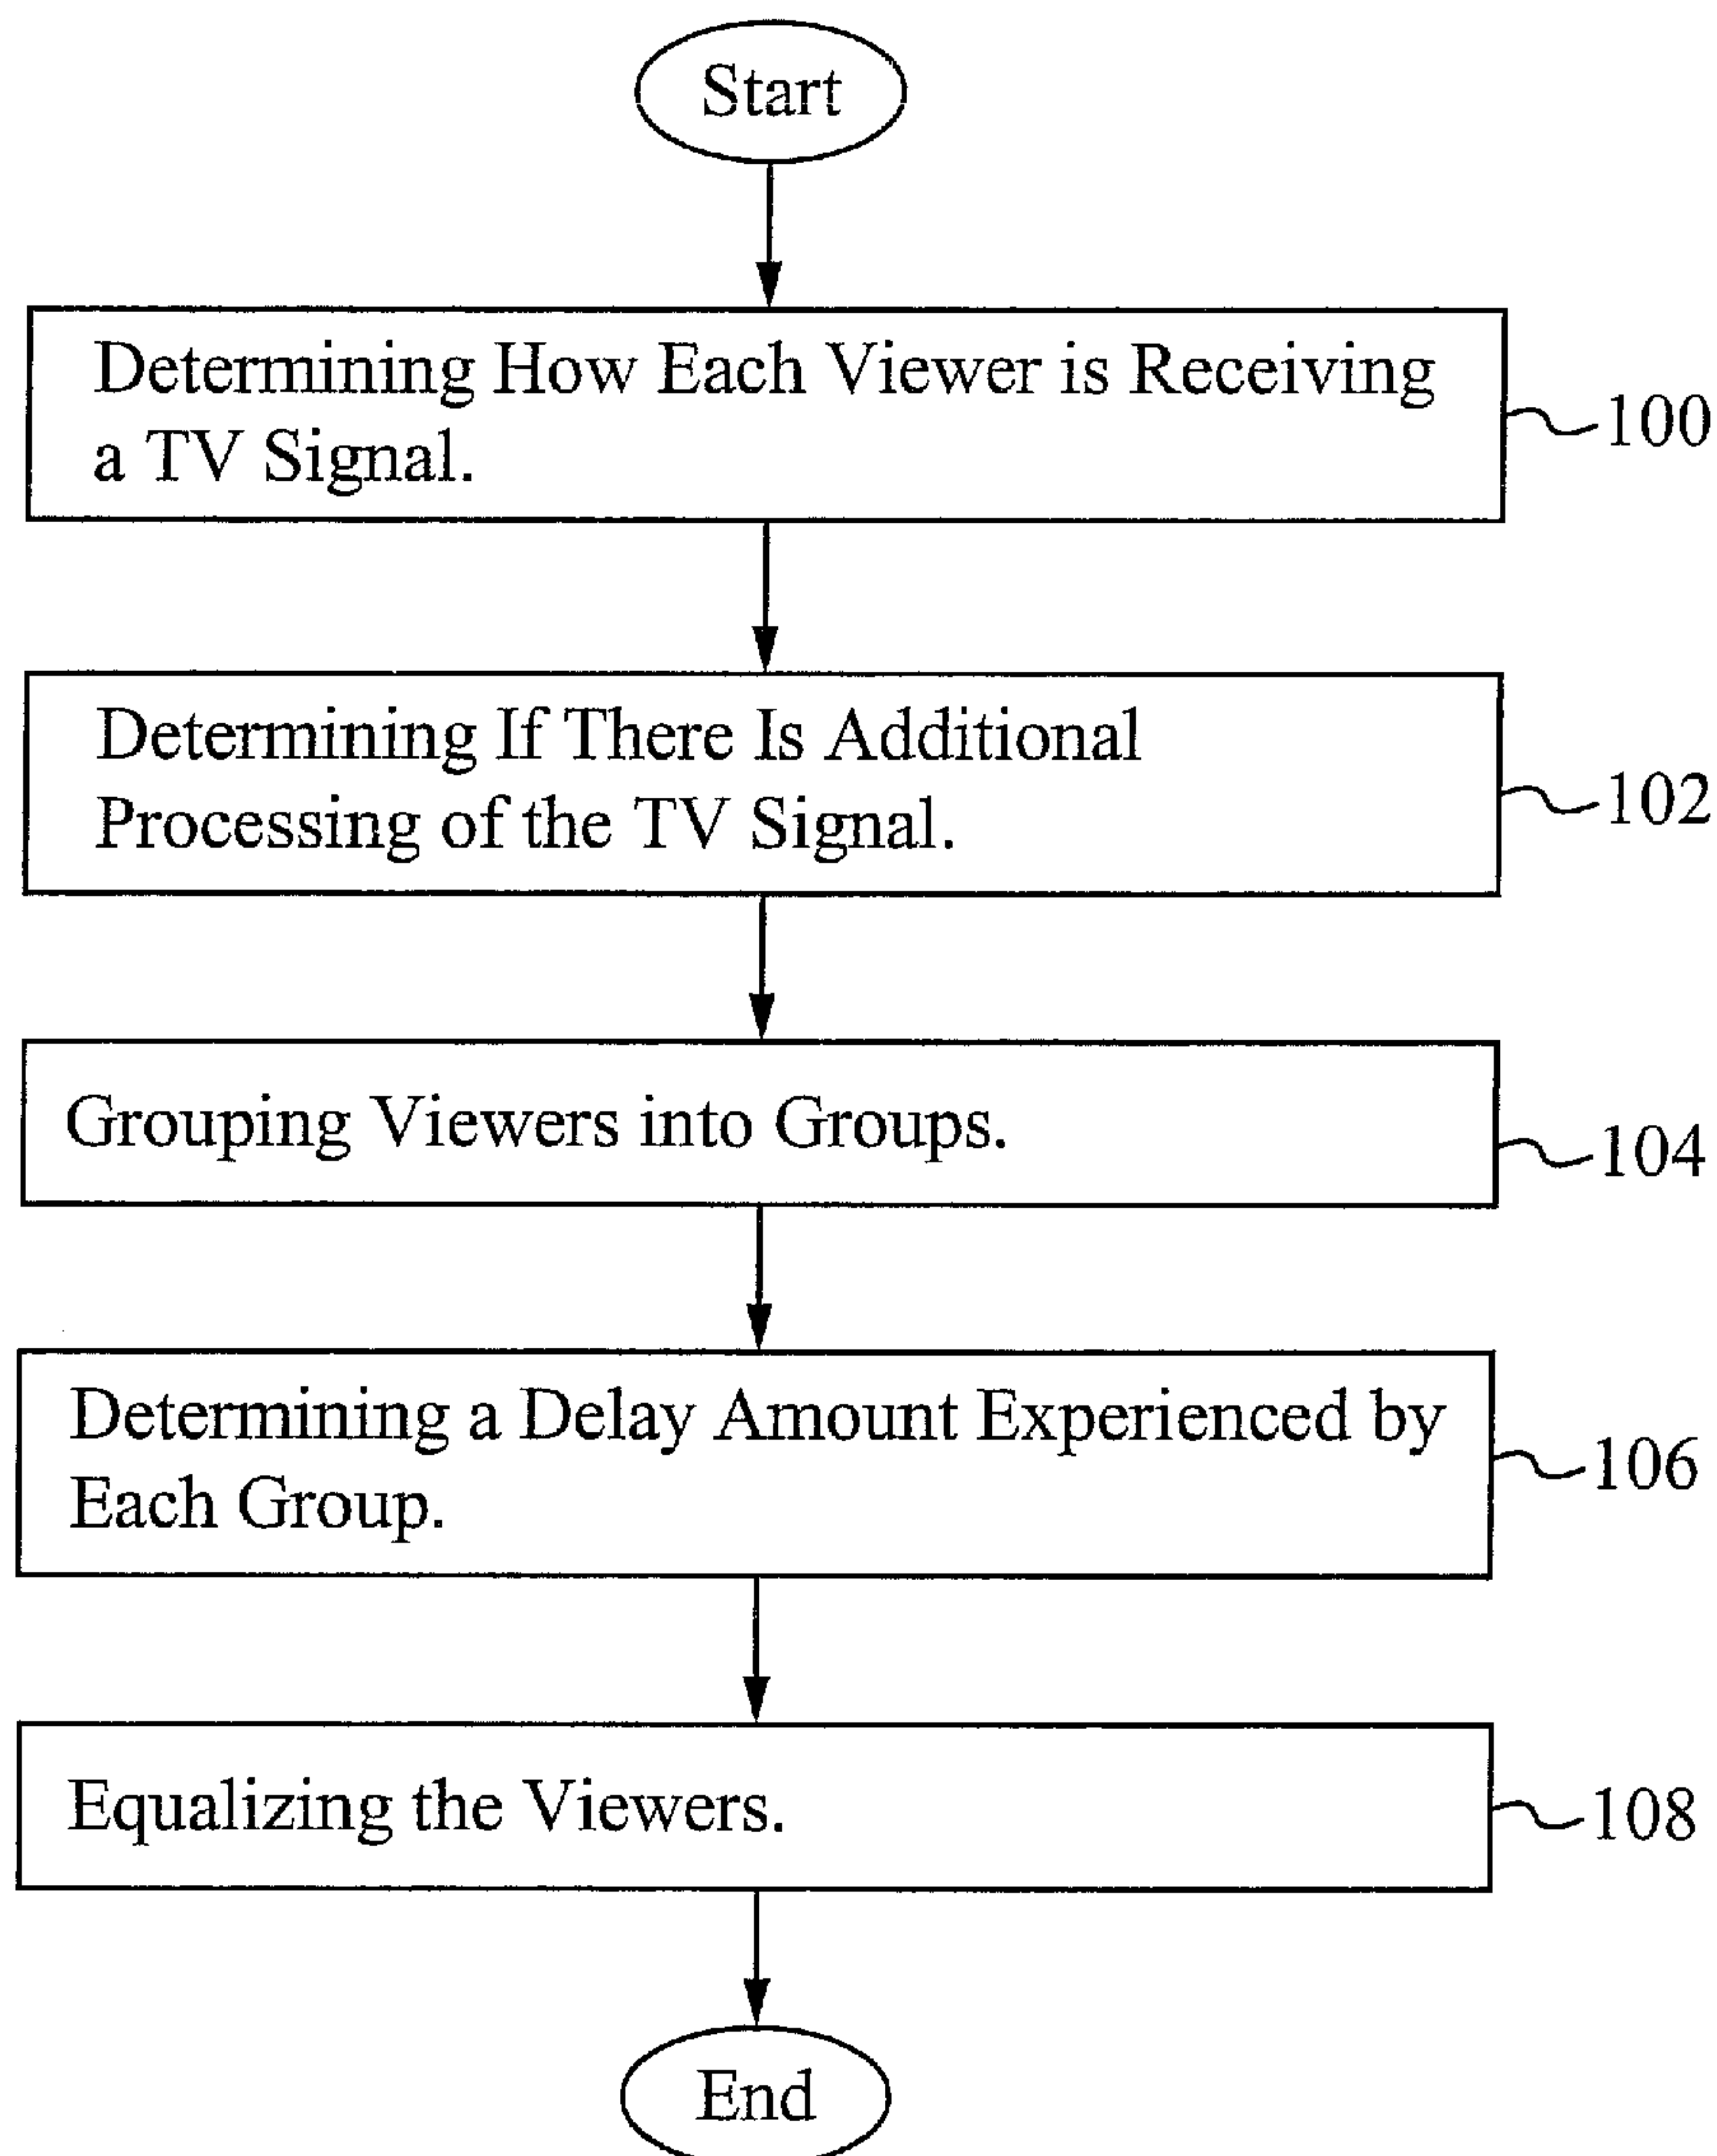 Start
Determining How Each Viewer is Receiving
a TV Signal.
100
Determining If There Is Additional
Processing of the TV Signal.
102
Grouping Viewers into Groups.
104
Determining a Delay Amount Experienced by
Each Group.
106
Equalizing the Viewers.
108
End